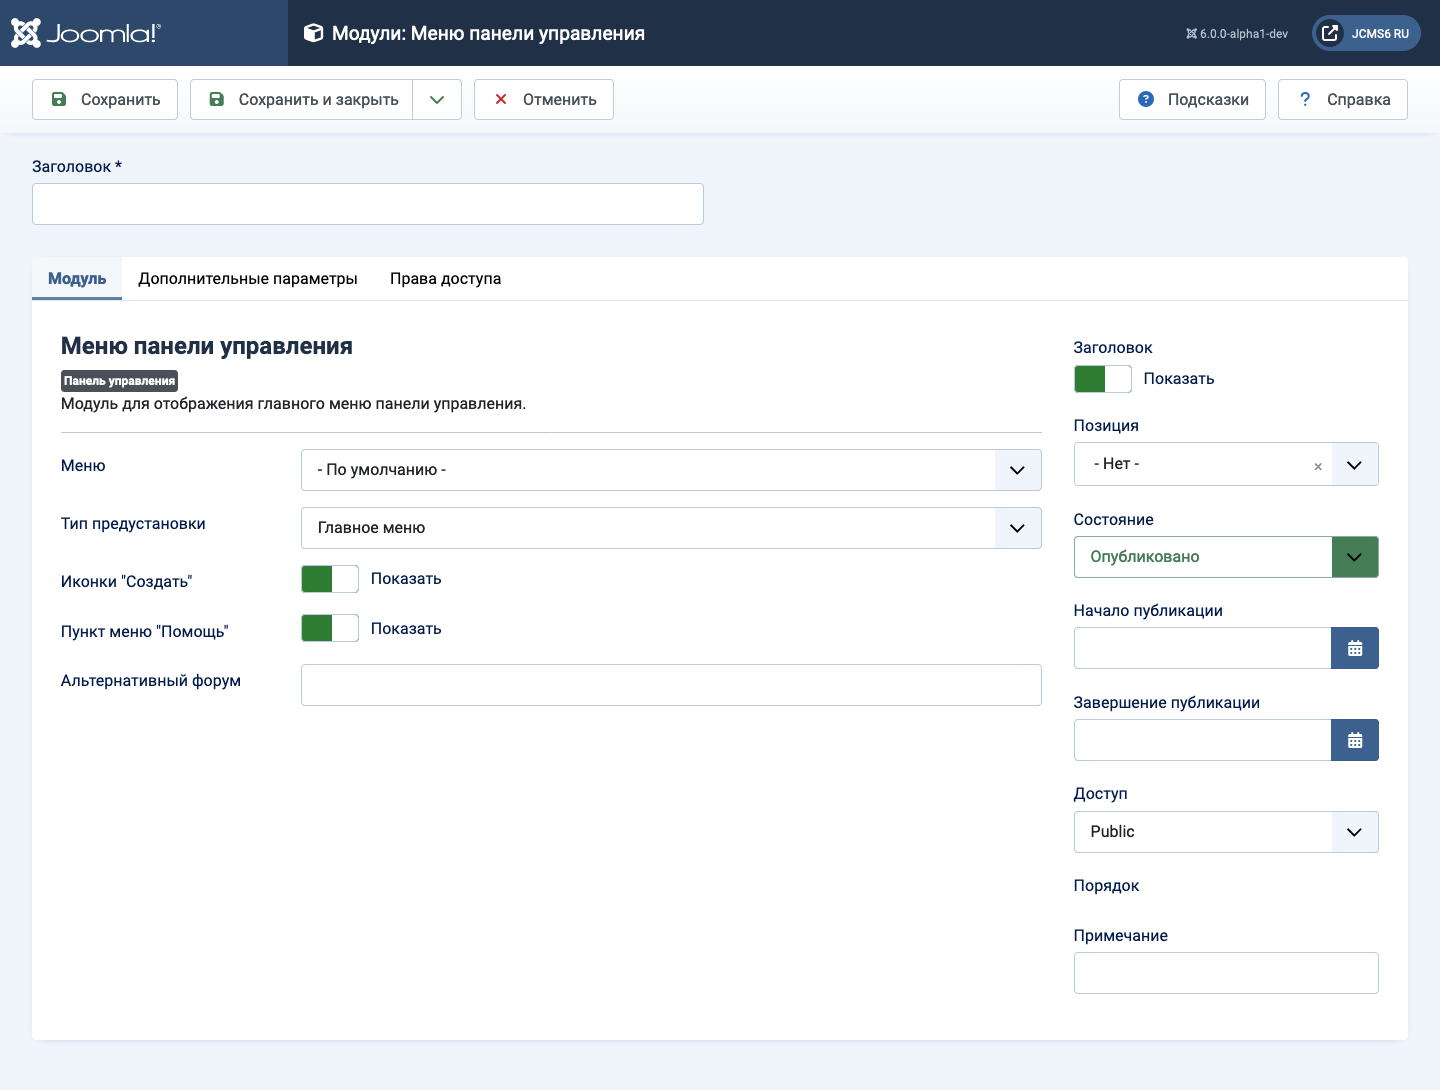 Joomla!®
Модули: Меню панели управления
6.0.0-alpha1-dev
JCMS6 RU
Сохранить
Сохранить и закрыть
Отменить
Подсказки
? Справка
Заголовок *
Модуль
Дополнительные параметры
Права доступа
Меню панели управления
Панель управления
Модуль для отображения главного меню панели управления.
Меню
- По умолчанию -
Тип предустановки
Главное меню
Иконки "Создать"
Показать
Пункт меню "Помощь"
Показать
Альтернативный форум
Заголовок
Показать
Позиция
- Нет -
×
Состояние
Опубликовано
Начало публикации
Завершение публикации
Доступ
Public
Порядок
Примечание